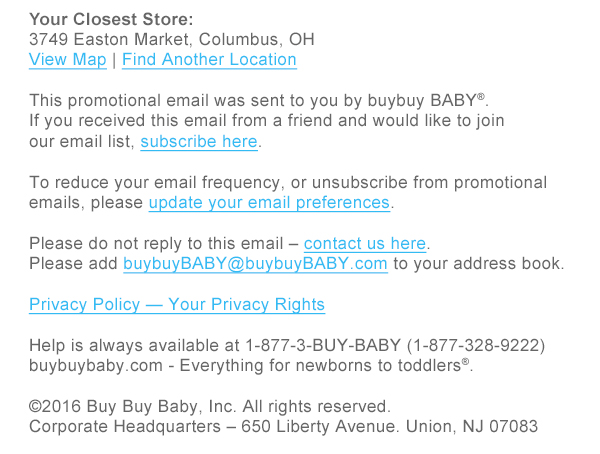 Your Closest Store:
3749 Easton Market, Columbus, OH
View Map | Find Another Location
This promotional email was sent to you by buybuy BABY®.
If you received this email from a friend and would like to join
our email list, subscribe here.
To reduce your email frequency, or unsubscribe from promotional
emails, please update your email preferences.
Please do not reply to this email – contact us here.
Please add buybuyBABY@buybuyBABY.com to your address book.
Privacy Policy — Your Privacy Rights
Help is always available at 1-877-3-BUY-BABY (1-877-328-9222)
buybuybaby.com - Everything for newborns to toddlers®.
©2016 Buy Buy Baby, Inc. All rights reserved.
Corporate Headquarters – 650 Liberty Avenue. Union, NJ 07083